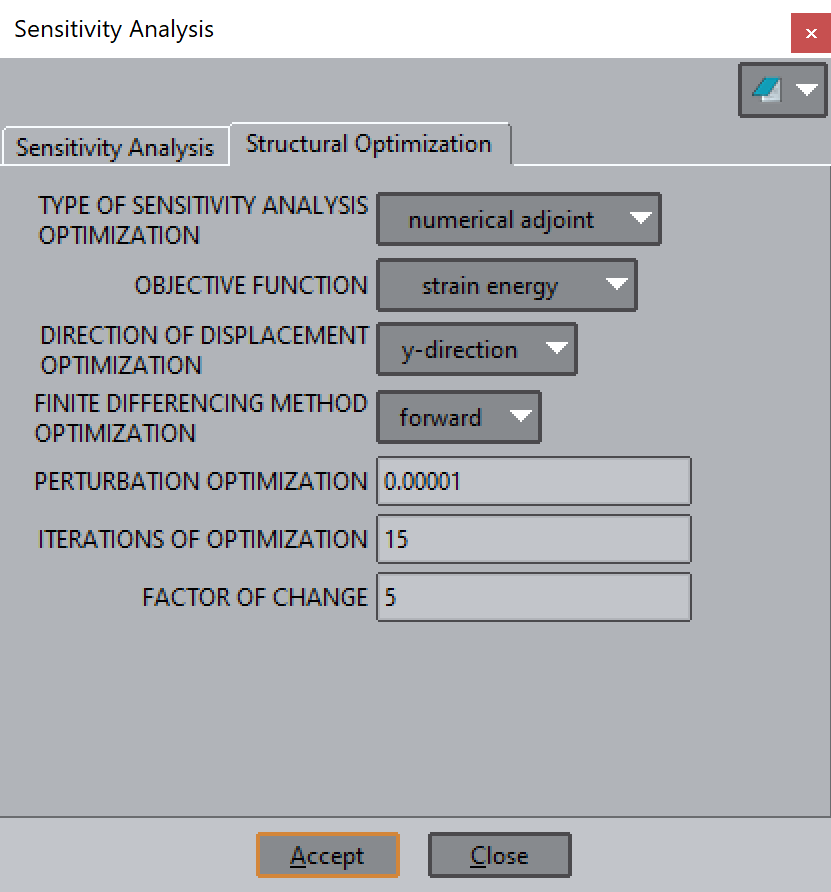 Sensitivity Analysis
x
Sensitivity Analysis Structural Optimization
TYPE OF SENSITIVITY ANALYSIS
OPTIMIZATION
numerical adjoint
OBJECTIVE FUNCTION strain energy
DIRECTION OF DISPLACEMENT
OPTIMIZATION
y-direction
FINITE DIFFERENCING METHOD
OPTIMIZATION
forward
PERTURBATION OPTIMIZATION 0.00001
ITERATIONS OF OPTIMIZATION 15
FACTOR OF CHANGE 5
Accept Close